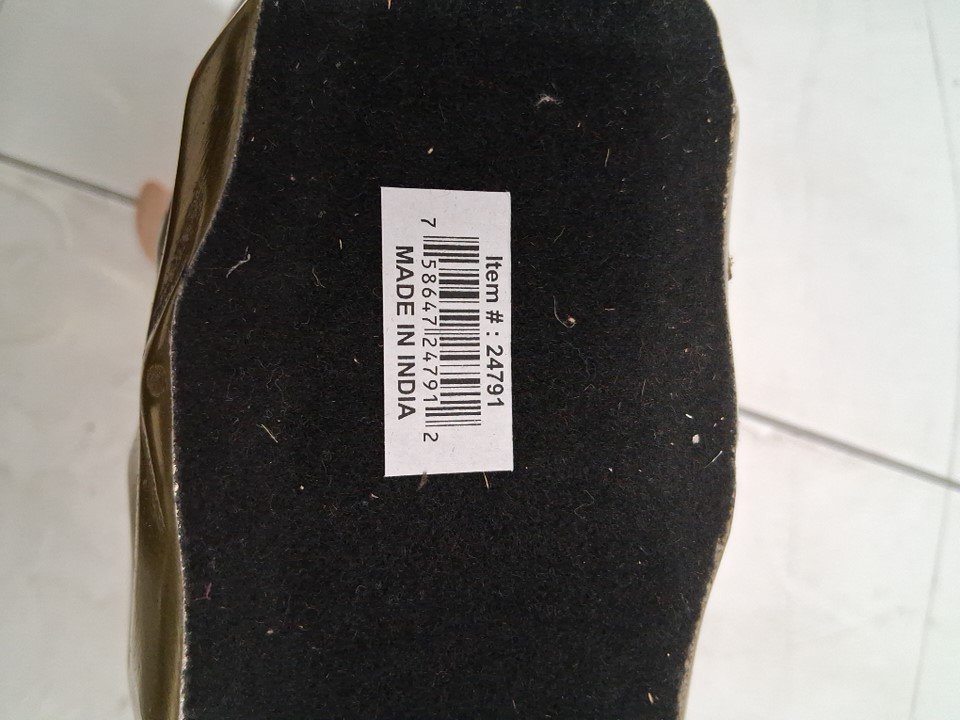 Item # : 24791
7 58647 24791 2
MADE IN INDIA